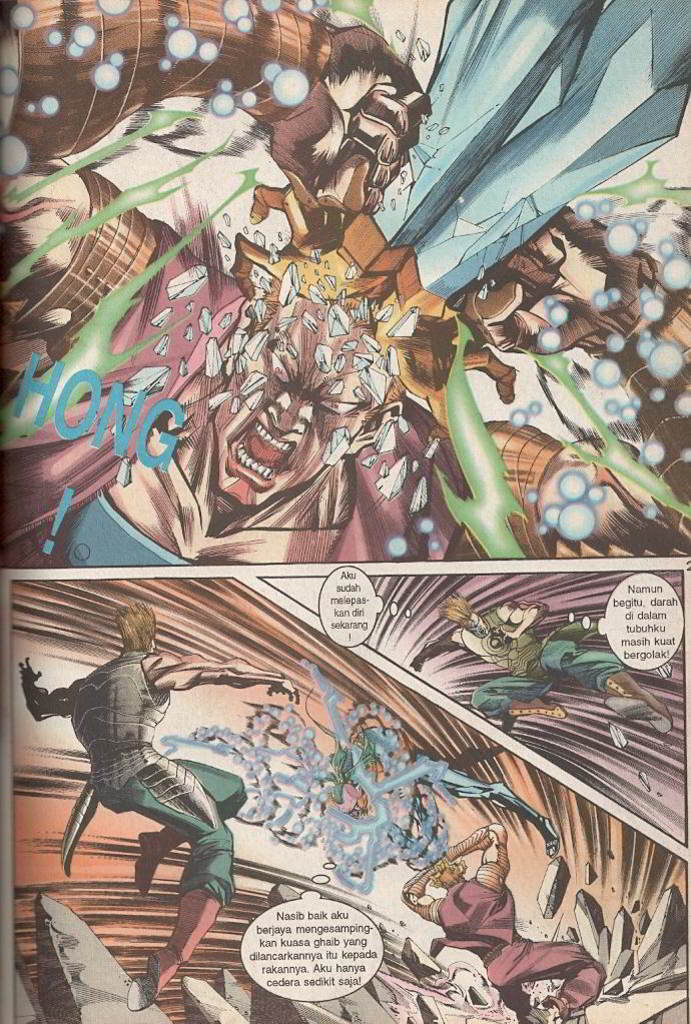 HONG
!
Aku
sudah
melepas-
kan diri
sekarang
!
Namun
begitu, darah
di dalam
tubuhku
masih kuat
bergolak!
Nasib baik aku
berjaya mengesamping-
kan kuasa ghaib yang
dilancarkannya itu kepada
rakannya. Aku hanya
cedera sedikit saja!